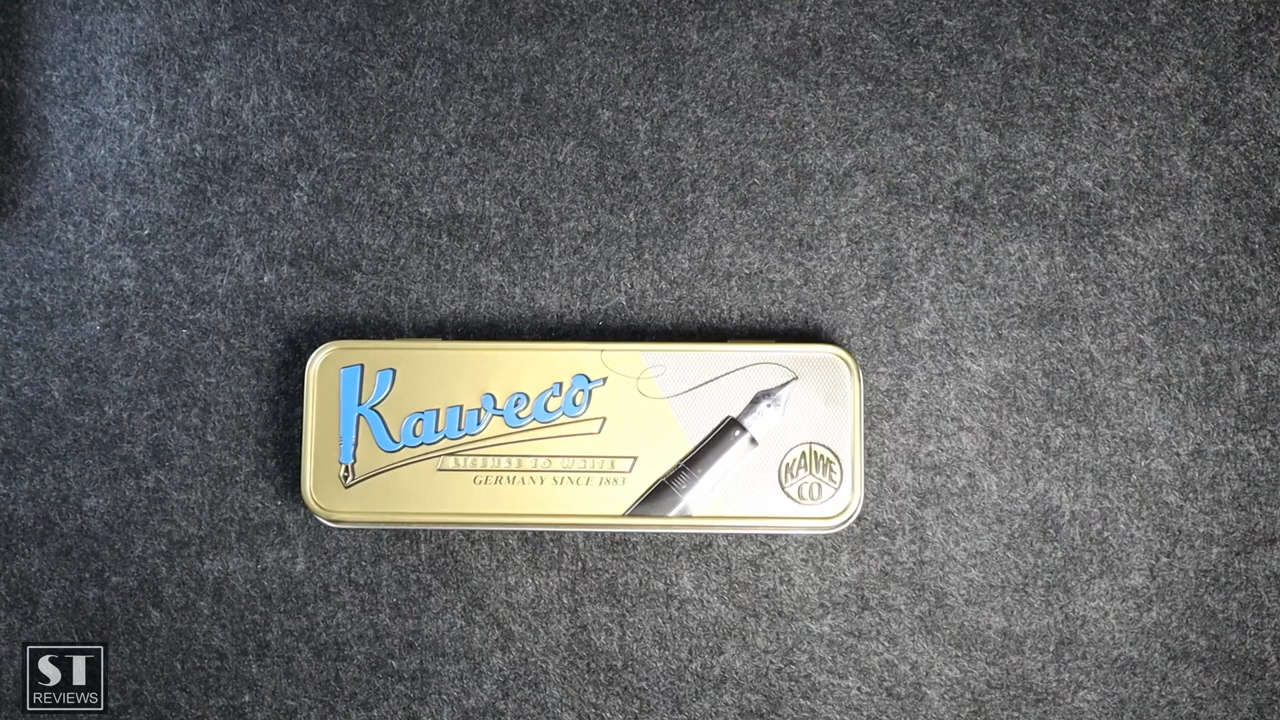 Kaweco
LICENSE TO WRITE
GERMANY SINCE 1883
KAWE
CO
ST
REVIEWS